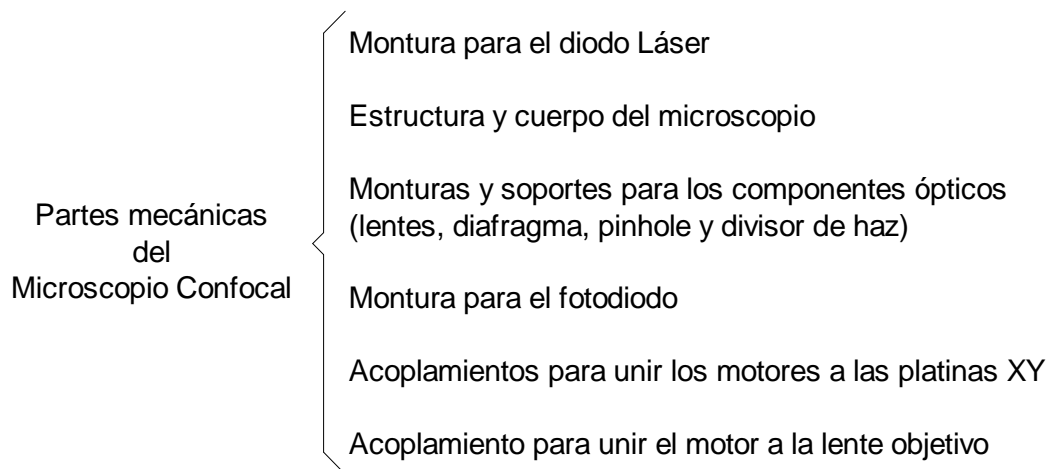 Partes mecánicas
del
Microscopio Confocal
Montura para el diodo Láser
Estructura y cuerpo del microscopio
Monturas y soportes para los componentes ópticos
(lentes, diafragma, pinhole y divisor de haz)
Montura para el fotodiodo
Acoplamientos para unir los motores a las platinas XY
Acoplamiento para unir el motor a la lente objetivo